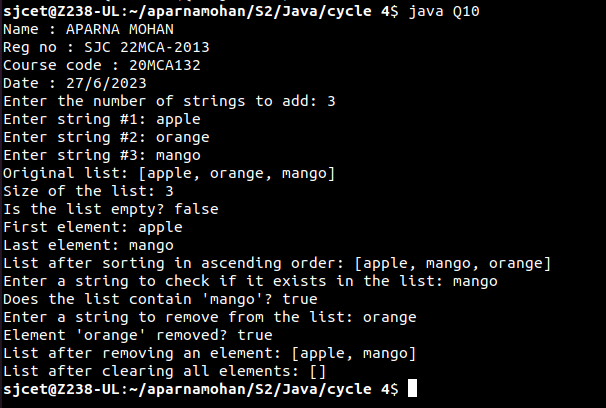 sjcet@Z238-UL:~/aparnamohan/S2/Java/cycle 4$ java Q10
Name : APARNA MOHAN
Reg no : SJC 22MCA-2013
Course code : 20MCA132
Date : 27/6/2023
Enter the number of strings to add: 3
Enter string #1: apple
Enter string #2: orange
Enter string #3: mango
Original list: [apple, orange, mango]
Size of the list: 3
Is the list empty? false
First element: apple
Last element: mango
List after sorting in ascending order: [apple, mango, orange]
Enter a string to check if it exists in the list: mango
Does the list contain 'mango'? true
Enter a string to remove from the list: orange
Element 'orange' removed? true
List after removing an element: [apple, mango]
List after clearing all elements: []
sjcet@Z238-UL:~/aparnamohan/S2/Java/cycle 4$